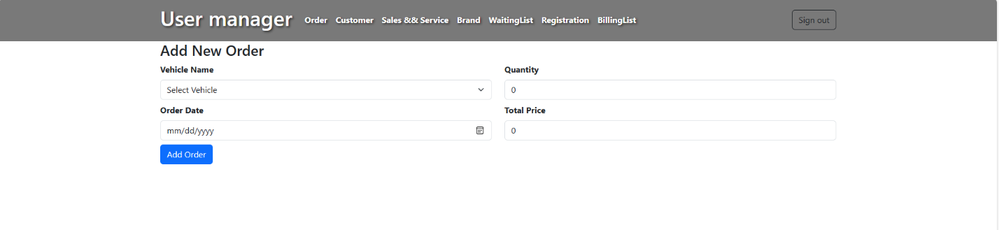 User manager Order Customer Sales && Service Brand WaitingList Registration BillingList Sign out
Add New Order
Vehicle Name Quantity
Select Vehicle 0
Order Date Total Price
mm/dd/yyyy 0
Add Order